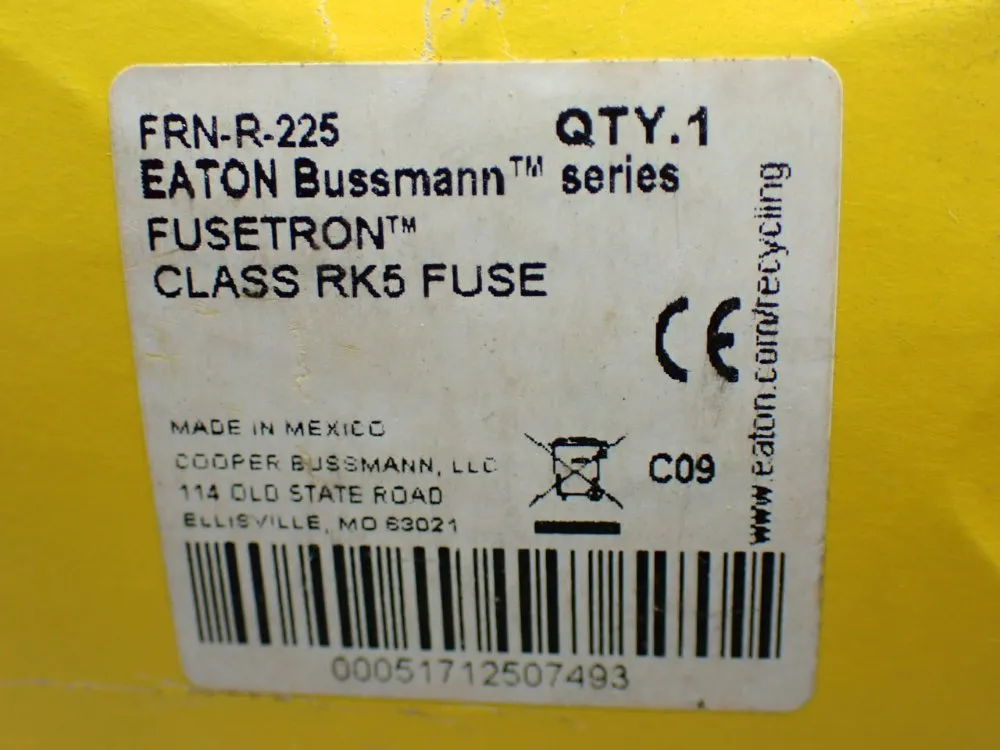 FRN-R-225 QTY.1
EATON Bussmann™ series
FUSETRON™
CLASS RK5 FUSE
CE
www.eaton.com/recycling
MADE IN MEXICO
COOPER BUSSMANN, LLC
114 OLD STATE ROAD
ELLISVILLE, MO 63021
C09
00051712507493